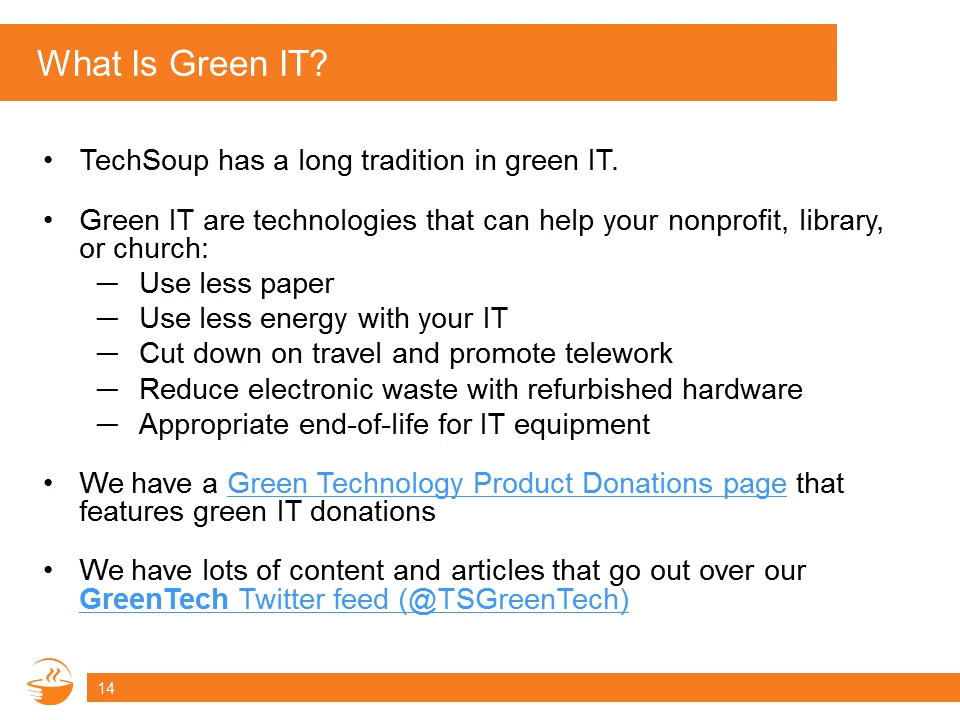 What Is Green IT?
• TechSoup has a long tradition in green IT.
• Green IT are technologies that can help your nonprofit, library,
or church:
— Use less paper
— Use less energy with your IT
— Cut down on travel and promote telework
— Reduce electronic waste with refurbished hardware
— Appropriate end-of-life for IT equipment
• We have a Green Technology Product Donations page that
features green IT donations
• We have lots of content and articles that go out over our
GreenTech Twitter feed (@TSGreenTech)
14